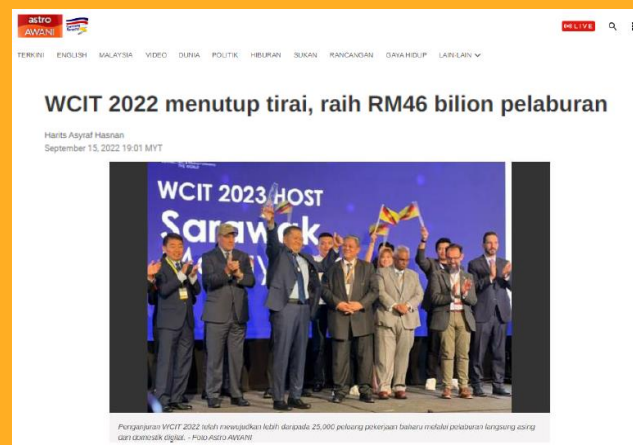 astro
AWANI
LIVE
TERKINI ENGLISH MALAYSIA VIDEO DUNIA POLITIK HIBURAN SUKAN RANCANGAN GAYA HIDUP LAIN-LAIN
WCIT 2022 menutup tirai, raih RM46 bilion pelaburan
Harits Asyraf Hasnan
September 15, 2022 19:01 MYT
WCIT 2023 HOST
Sarawak
Penganjuran WCIT 2022 telah mewujudkan lebih daripada 25,000 peluang pekerjaan baharu melalui pelaburan langsung asing
dan domestik digital. - Foto Astro AWANI